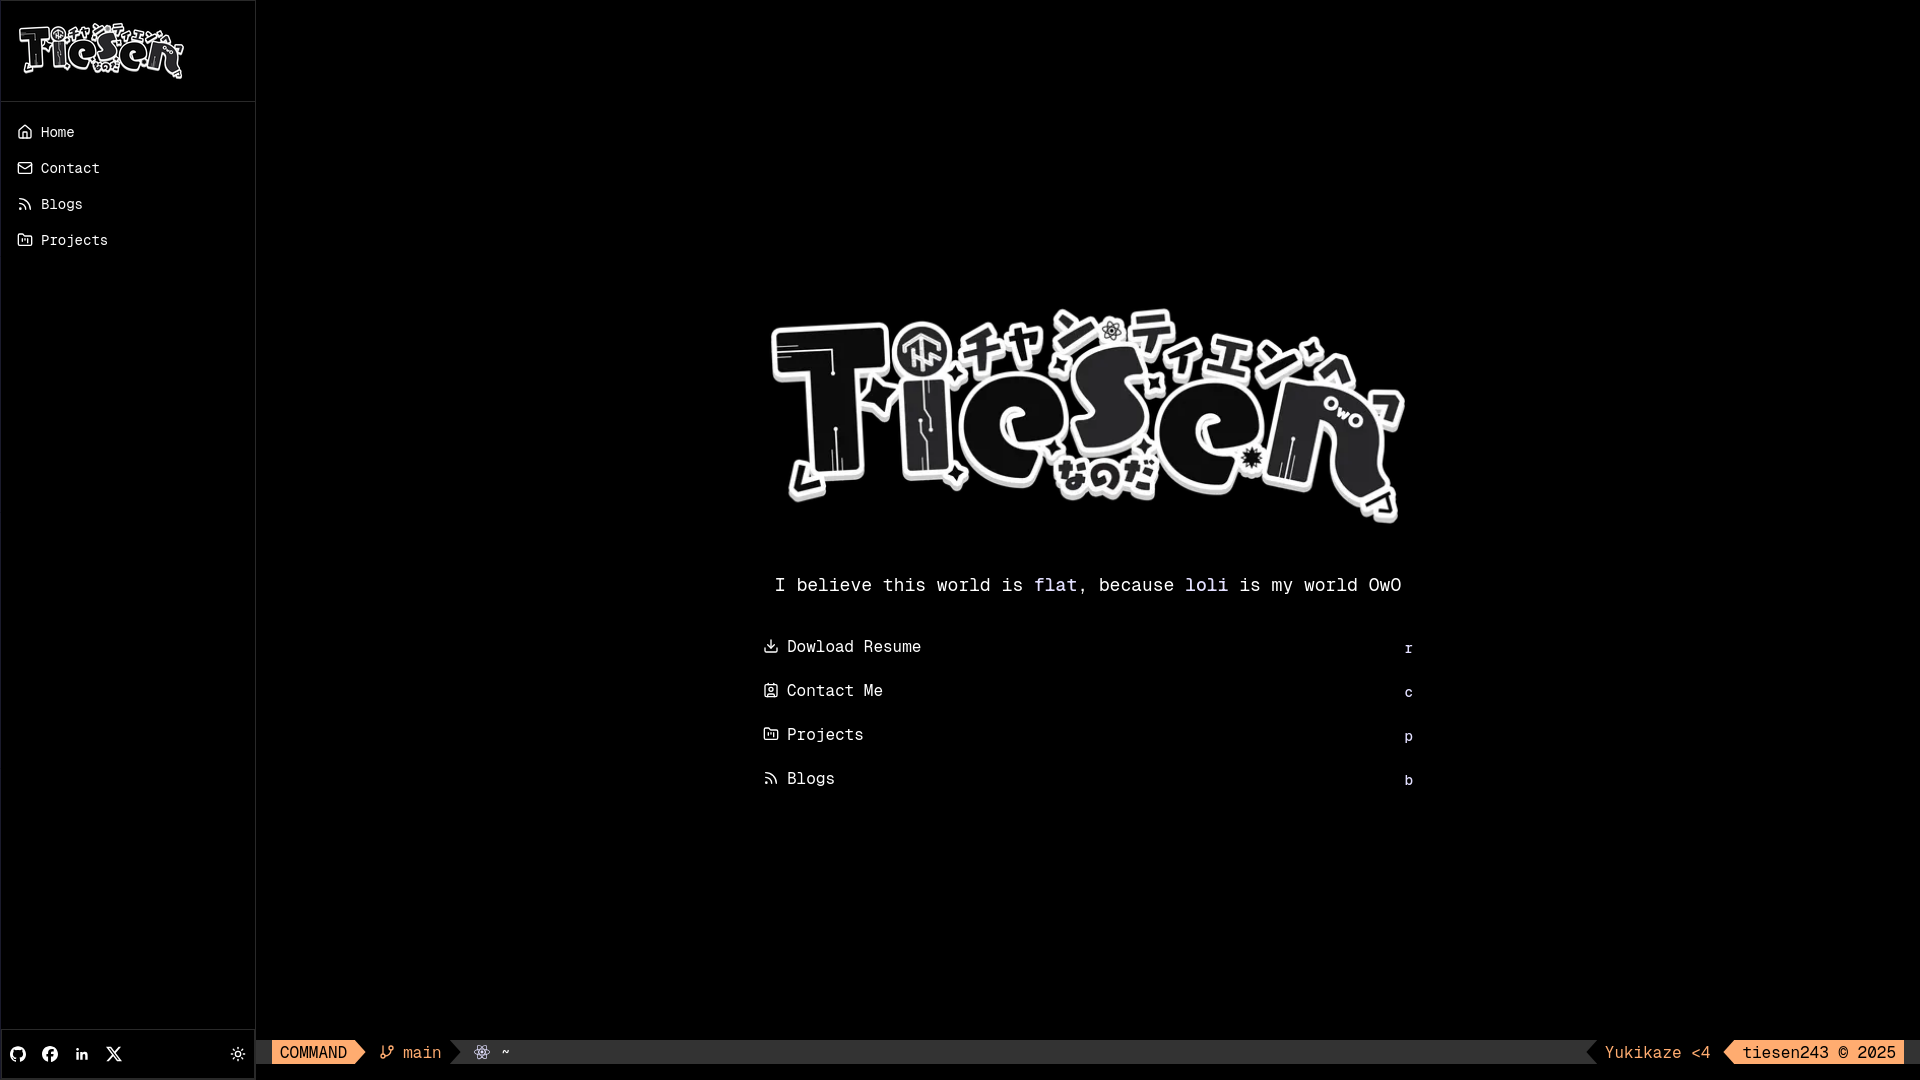 Tiesen
Home
Contact
Blogs
Projects
チャンティエン
Tiesen
OwO
なのだ
I believe this world is flat, because loli is my world OwO
Dowload Resume r
Contact Me c
Projects p
Blogs b
COMMAND main ~ Yukikaze <4 tiesen243 © 2025